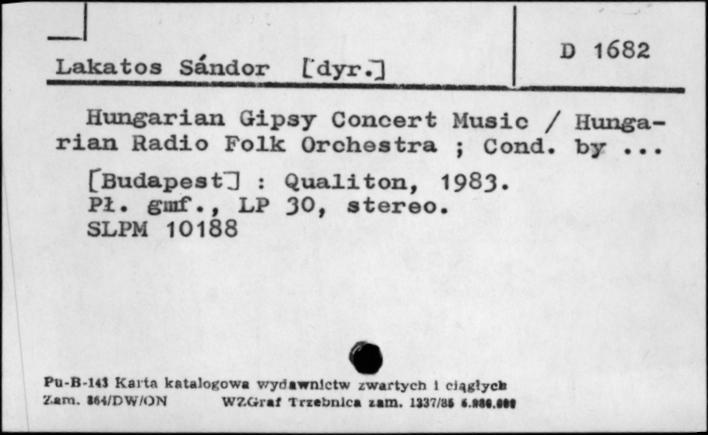 D 1682
Lakatos Sándor [dyr.]
Hungarian Gipsy Concert Music / Hunga-
rian Radio Folk Orchestra ; Cond. by ...
[Budapest] : Qualiton, 1983.
Pł. gmf., LP 30, stereo.
SLPM 10188
Pu-B-143 Karta katalogowa wydawnictw zwartych i ciągłych
Zam. 864/DW/ON WZGraf Trzebnica zam. 1337/85